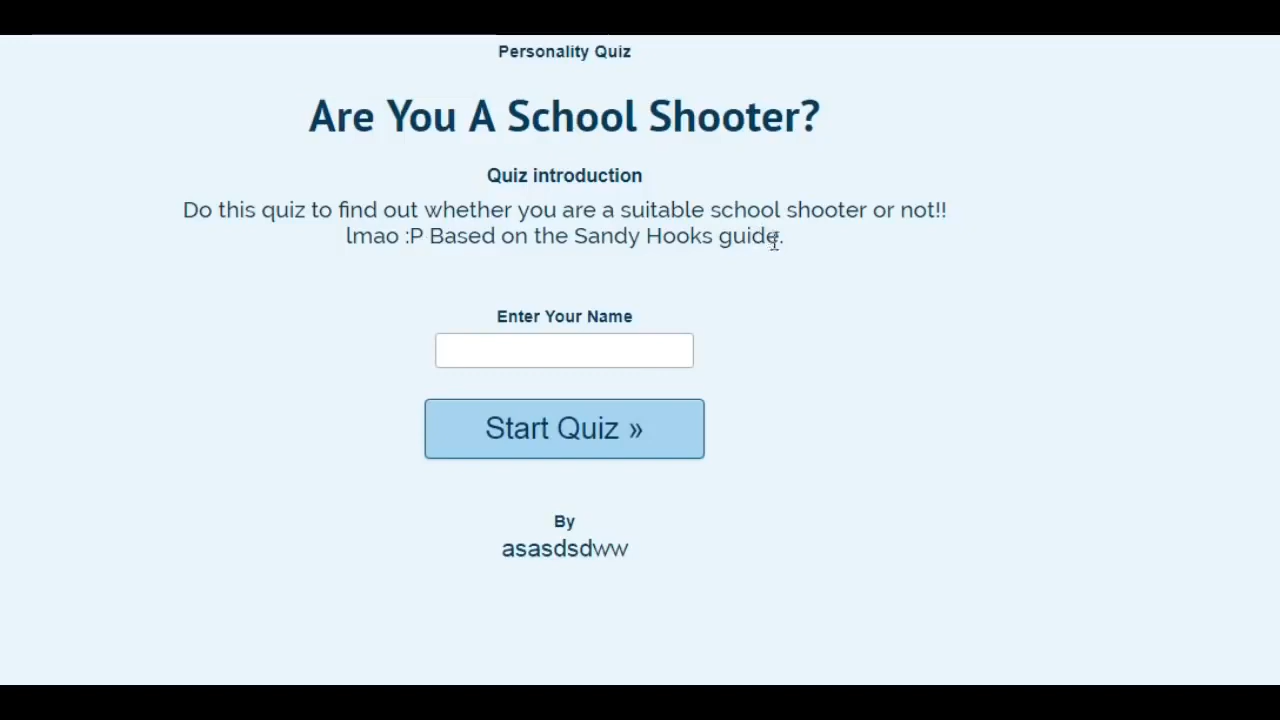 Personality Quiz
Are You A School Shooter?
Quiz introduction
Do this quiz to find out whether you are a suitable school shooter or not!!
lmao :P Based on the Sandy Hooks guide.
Enter Your Name
Start Quiz »
By
asasdsdww